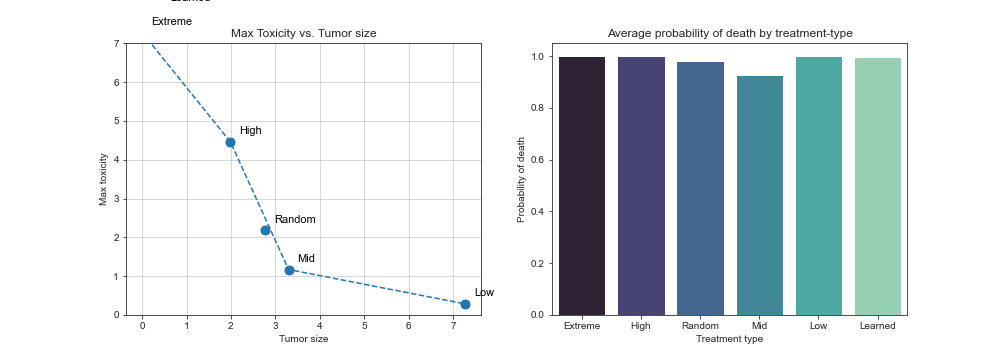 Learned
Extreme
Max Toxicity vs. Tumor size
7
6
5
4
3
2
1
0
Max toxicity
High
Random
Mid
Low
0 1 2 3 4 5 6 7
Tumor size
Average probability of death by treatment-type
1.0
0.8
0.6
0.4
0.2
0.0
Probability of death
Extreme High Random Mid Low Learned
Treatment type